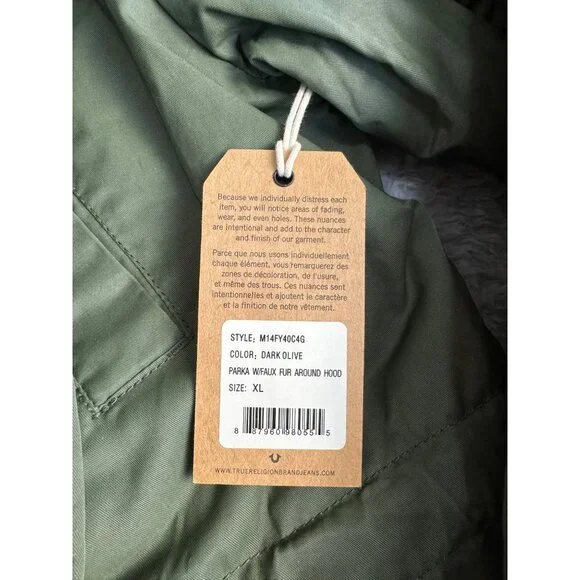 Because we individually distress each
item, you will notice areas of fading,
wear, and even holes. These nuances
are intentional and add to the character
and finish of our garment.
Parce que nous usons individuellement
chaque élément, vous remarquerez des
zones de décoloration, de l'usure,
et même des trous. Ces nuances sont
intentionnelles et ajoutent le caractère
et la finition de notre vêtement.
STYLE: M14FY40C4G
COLOR: DARK OLIVE
PARKA W/FAUX FUR AROUND HOOD
SIZE: XL
8 87960 98055 5
WWW.TRUERELIGIONBRANDJEANS.COM